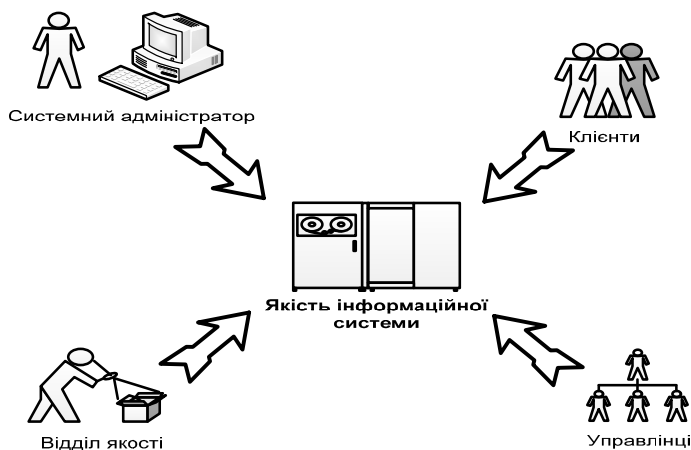 Системний адміністратор
Клієнти
Якість інформаційної
системи
Відділ якості
Управлінці